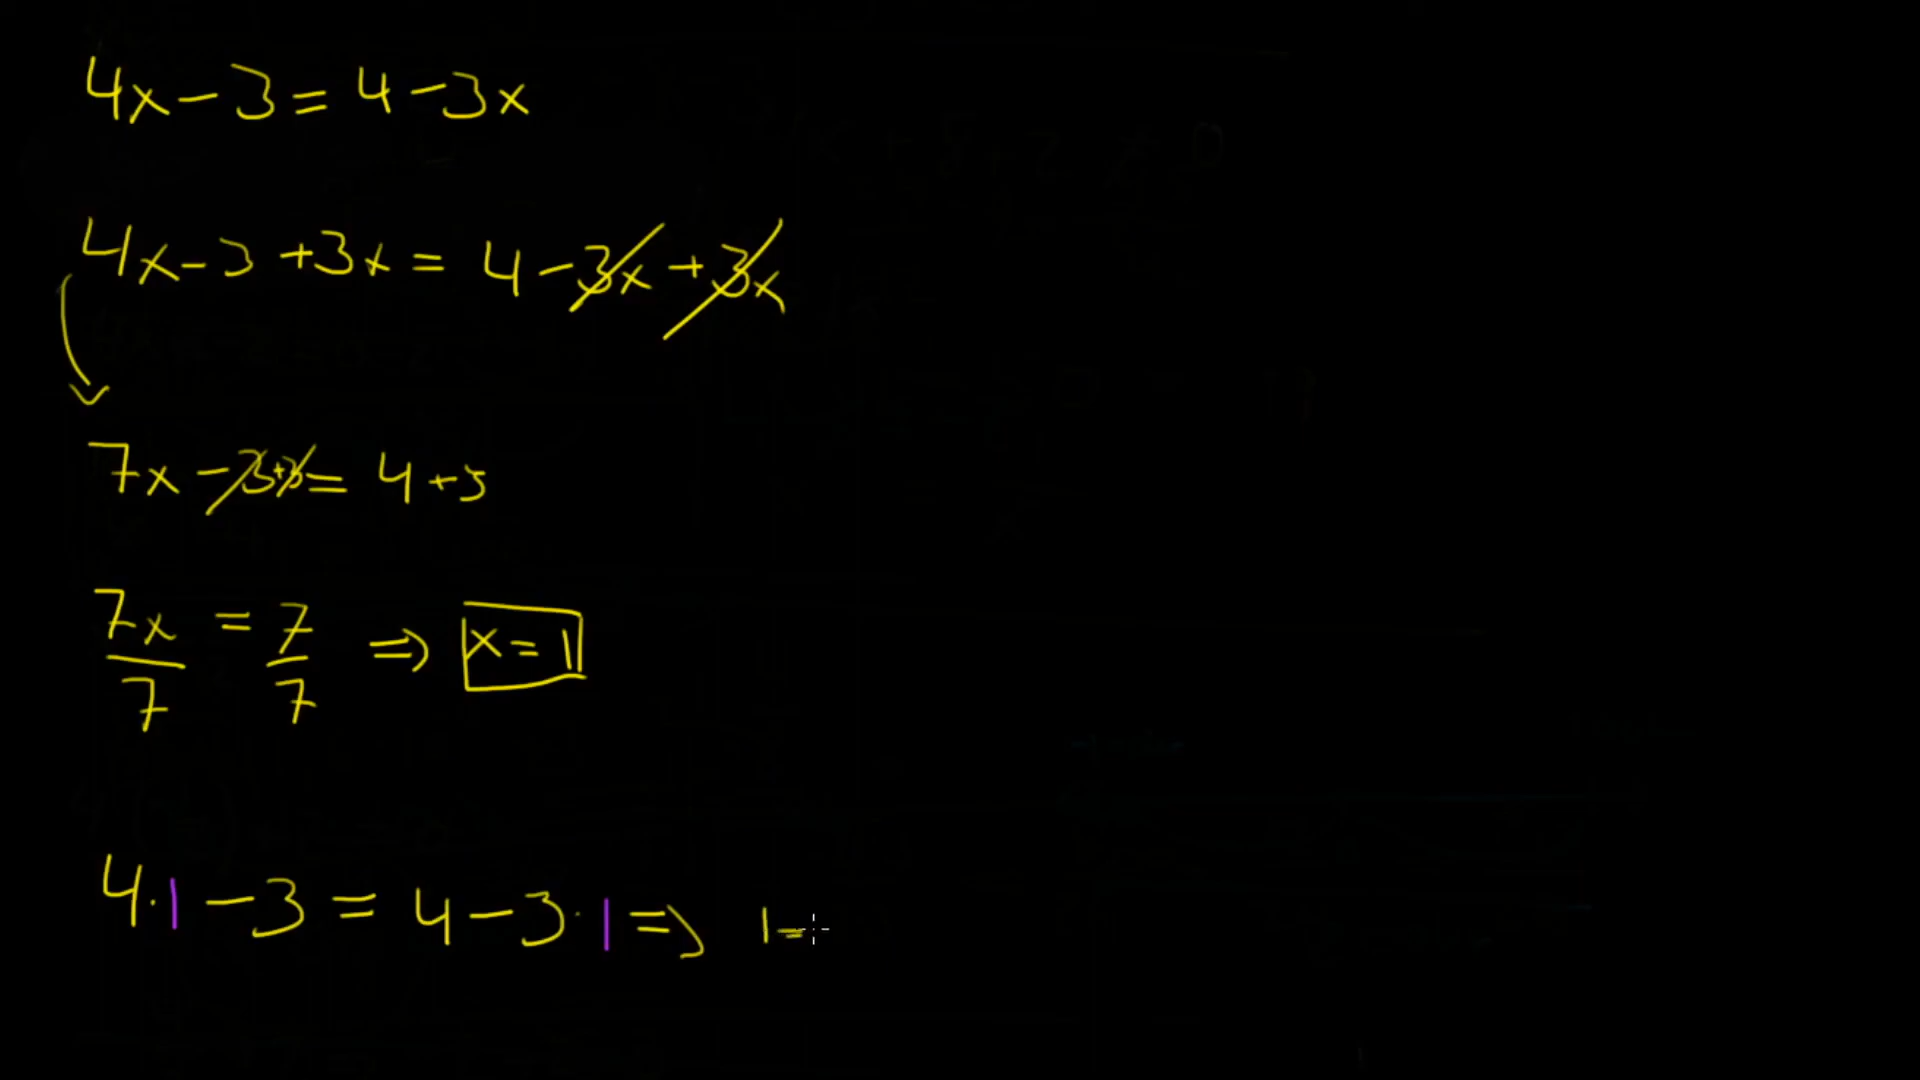 4x - 3 = 4 - 3x
4x - 3 + 3x = 4 - 3x + 3x
7x - 3 + 3 = 4 + 3
7x/7 = 7/7 ⇒ x = 1
4·1 - 3 = 4 - 3·1 ⇒ 1 =